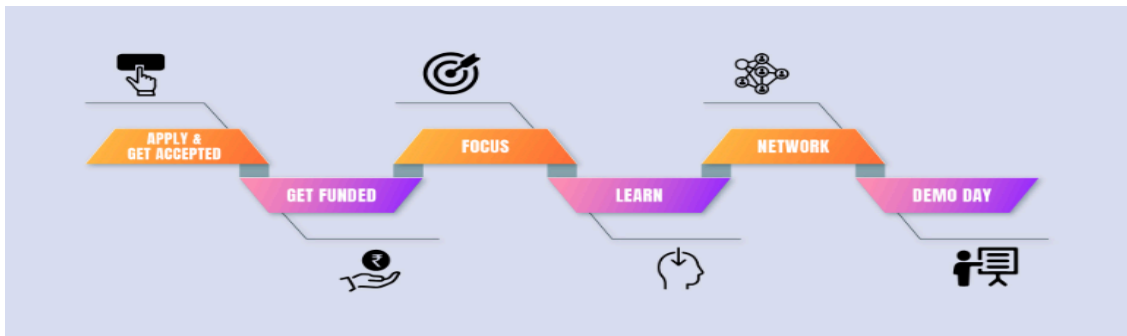 APPLY &
GET ACCEPTED
GET FUNDED
FOCUS
LEARN
NETWORK
DEMO DAY
₹